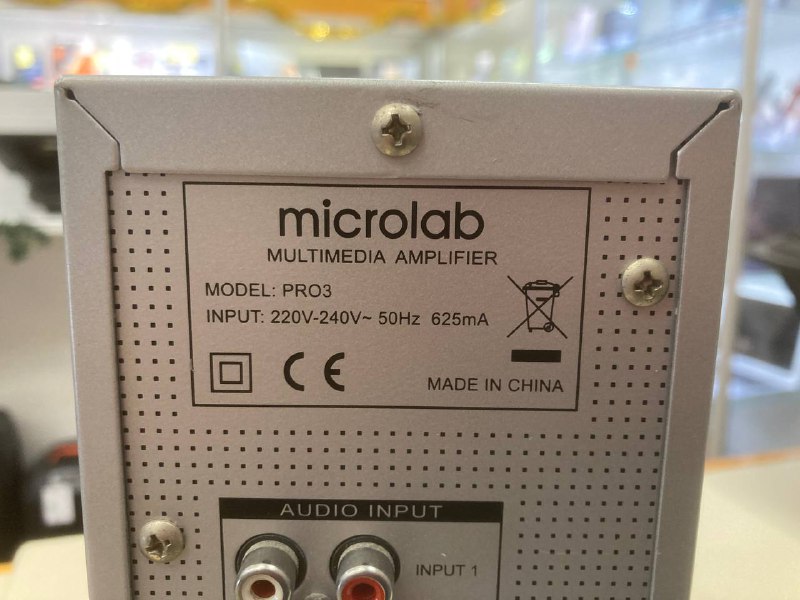 microlab
MULTIMEDIA AMPLIFIER
MODEL: PRO3
INPUT: 220V-240V~ 50Hz 625mA
CE
MADE IN CHINA
AUDIO INPUT
INPUT 1